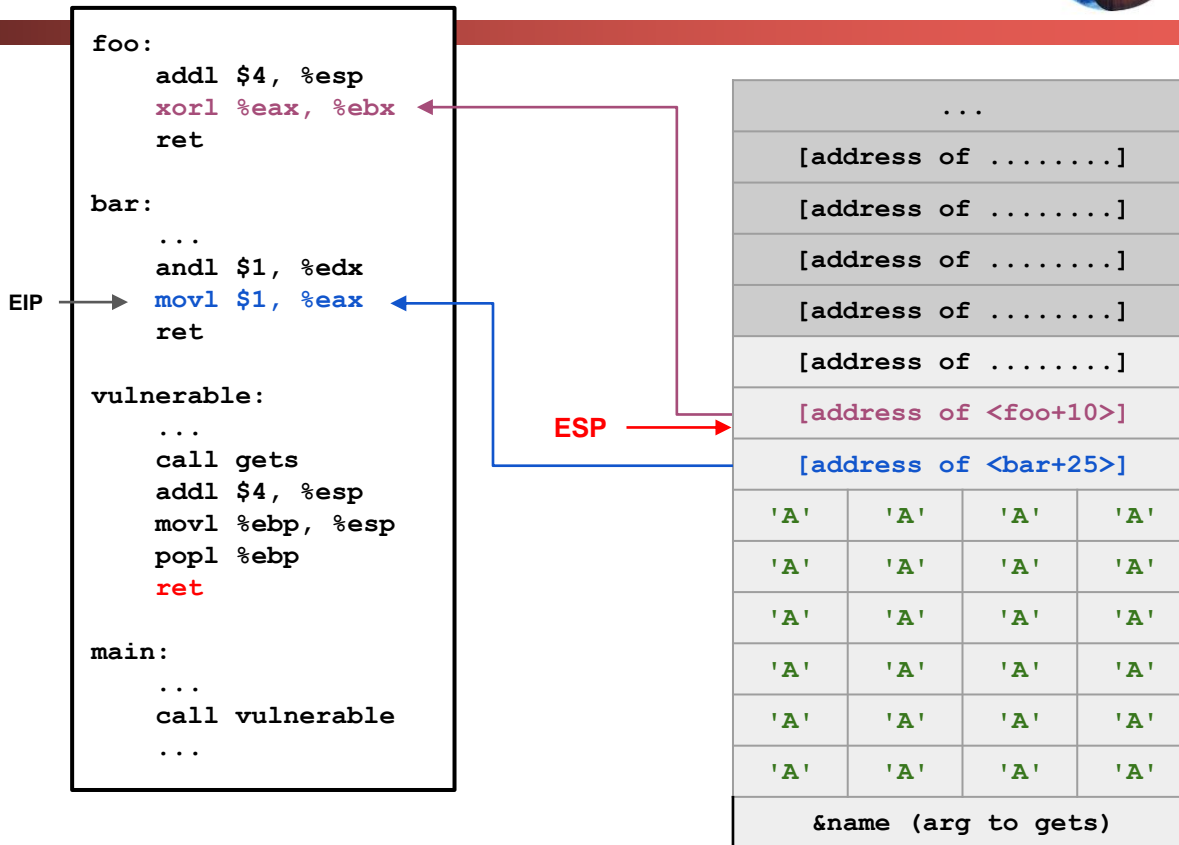 foo:
addl $4, %esp
xorl %eax, %ebx
ret
bar:
...
andl $1, %edx
movl $1, %eax
ret
vulnerable:
...
call gets
addl $4, %esp
movl %ebp, %esp
popl %ebp
ret
main:
...
call vulnerable
...
EIP
ESP
...
[address of ........]
[address of ........]
[address of ........]
[address of ........]
[address of ........]
[address of <foo+10>]
[address of <bar+25>]
'A' 'A' 'A' 'A'
'A' 'A' 'A' 'A'
'A' 'A' 'A' 'A'
'A' 'A' 'A' 'A'
'A' 'A' 'A' 'A'
'A' 'A' 'A' 'A'
&name (arg to gets)